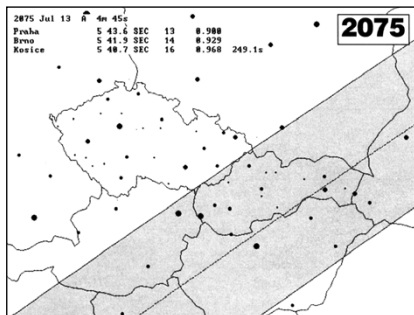 2075 Jul 13 A 4m 45s
2075
Praha 5 43.6 SEC 13 0.900
Brno 5 41.9 SEC 14 0.929
Kosice 5 40.7 SEC 16 0.968 249.1s